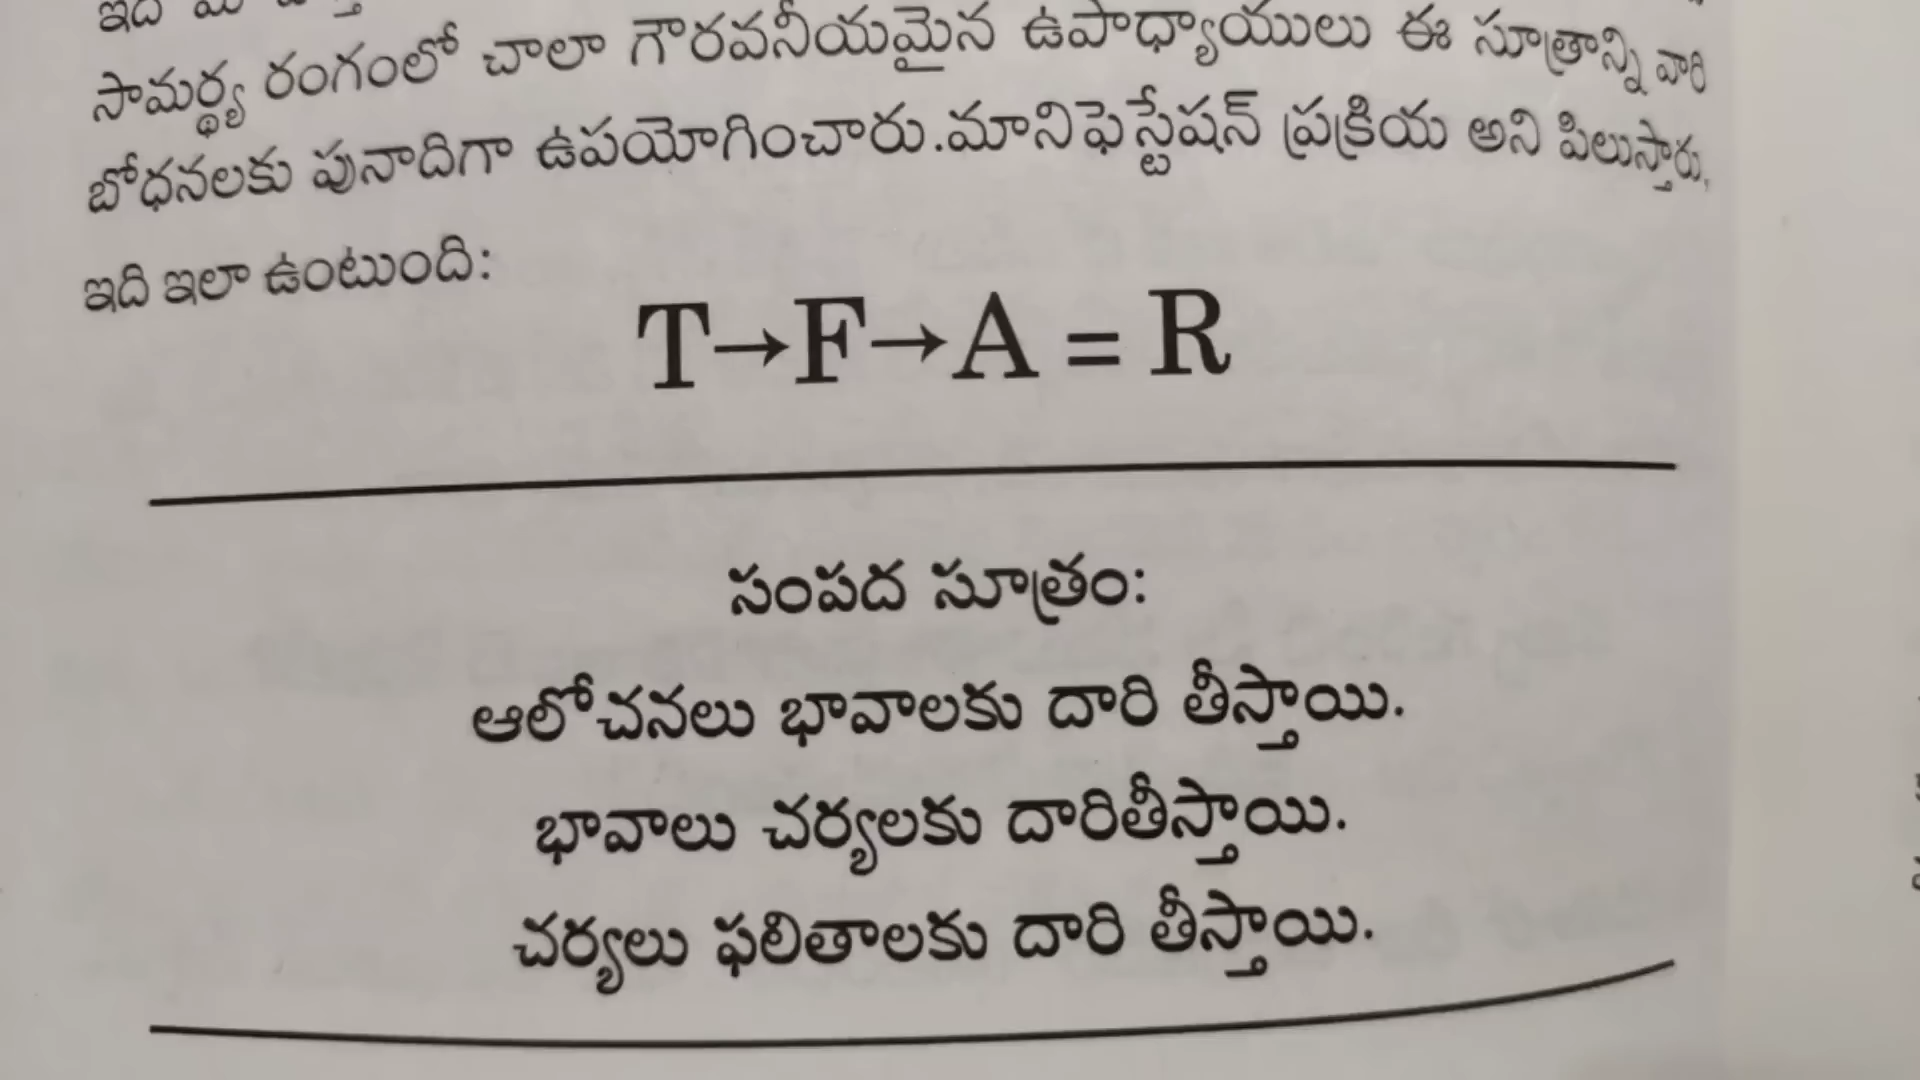 ఇది
సామర్థ్య రంగంలో చాలా గౌరవనీయమైన ఉపాధ్యాయులు ఈ సూత్రాన్ని వారి
బోధనలకు పునాదిగా ఉపయోగించారు.మానిఫెస్టేషన్ ప్రక్రియ అని పిలుస్తారు,
ఇది ఇలా ఉంటుంది:
T→F→A = R
సంపద సూత్రం:
ఆలోచనలు భావాలకు దారి తీస్తాయి.
భావాలు చర్యలకు దారితీస్తాయి.
చర్యలు ఫలితాలకు దారి తీస్తాయి.